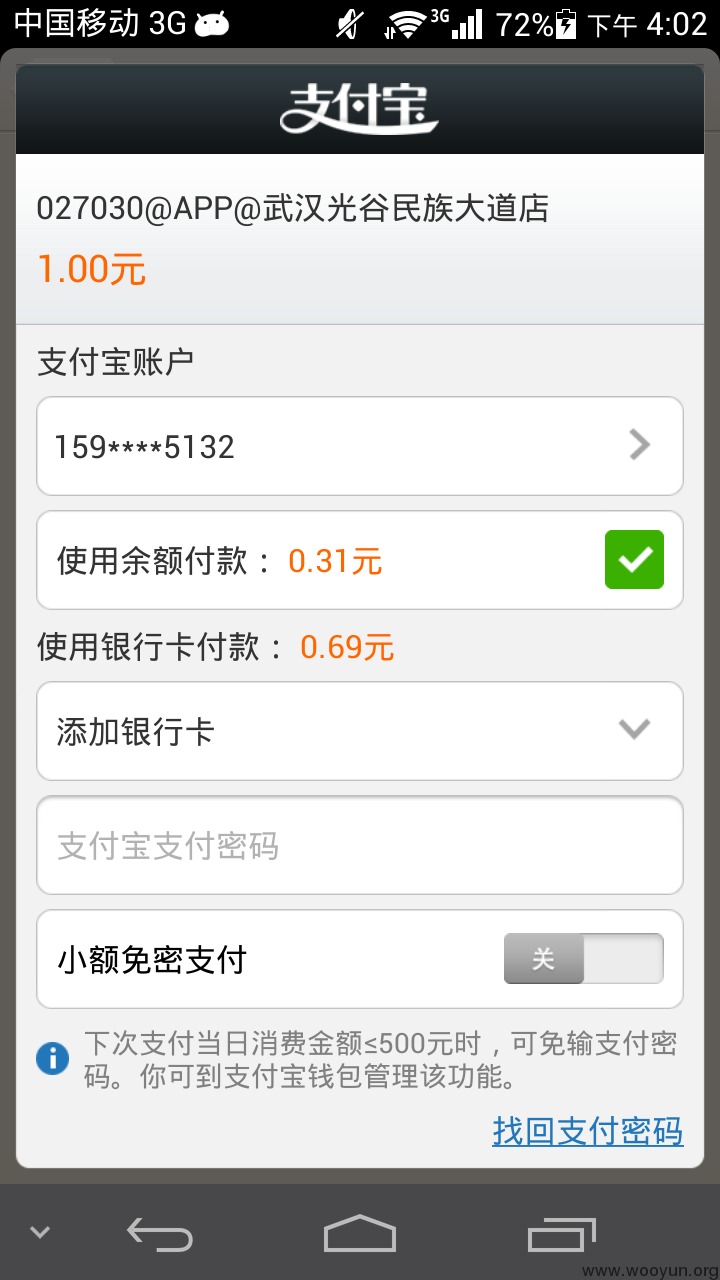 中国移动 3G 3G 72% 下午 4:02
支付宝
027030@APP@武汉光谷民族大道店
1.00元
支付宝账户
159****5132
使用余额付款： 0.31元
使用银行卡付款： 0.69元
添加银行卡
支付宝支付密码
小额免密支付 关
下次支付当日消费金额≤500元时，可免输支付密
码。你可到支付宝钱包管理该功能。
找回支付密码
www.wooyun.org